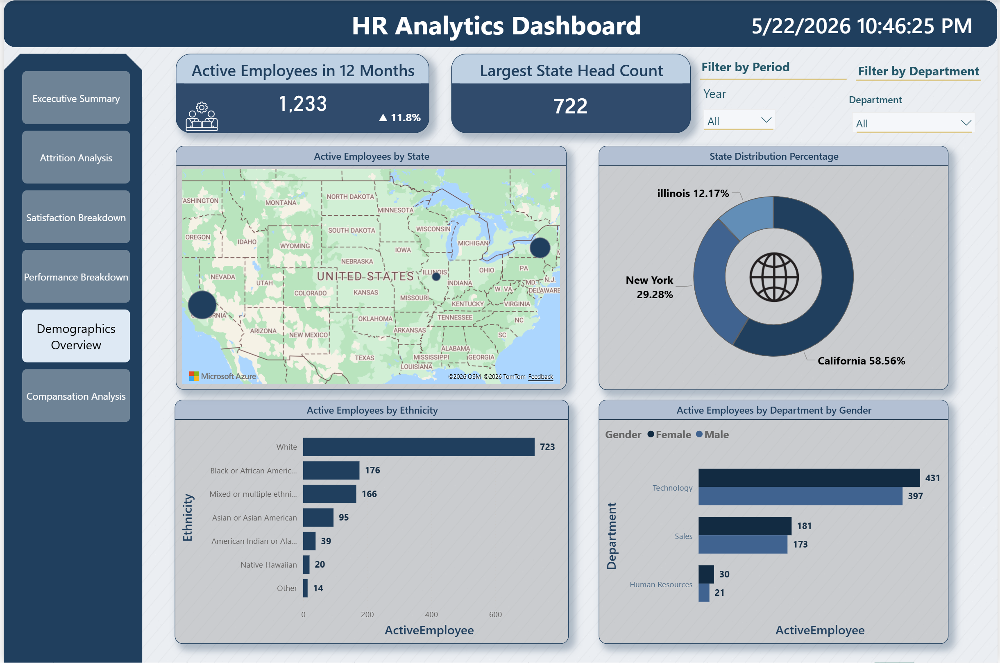 HR Analytics Dashboard
5/22/2026 10:46:25 PM
Excecutive Summary
Attrition Analysis
Satisfaction Breakdown
Performance Breakdown
Demographics
Overview
Compansation Analysis
Active Employees in 12 Months
1,233
▲ 11.8%
Largest State Head Count
722
Filter by Period
Year
All
Filter by Department
Department
All
Active Employees by State
ASHINGTON
MONTANA
NORTH DAKOTA
MINNESOTA
OREGON
IDAHO
WYOMING
SOUTH DAKOTA
WISCONSIN
MICHIGAN
IOWA
NEBRASKA
NEVADA
UTAH
UNITED STATES
ILLINOIS
INDIANA
OHIO
PA
N.J.
MD.
DELAWARE
W. VA.
COLORADO
KANSAS
MISSOURI
KENTUCKY
VIRGINIA
RNIA
OKLAHOMA
TENNESSEE
NC
ARIZONA
NEW MEXICO
ARKANSAS
SC
ALABAMA
TEXAS
MISSISSIPPI
GEORGIA
LOUISIANA
Microsoft Azure
©2026 OSM ©2026 TomTom Feedback
State Distribution Percentage
illinois 12.17%
New York
29.28%
California 58.56%
Active Employees by Ethnicity
Ethnicity
White 723
Black or African Americ... 176
Mixed or multiple ethni... 166
Asian or Asian American 95
American Indian or Ala... 39
Native Hawaiian 20
Other 14
0 200 400 600
ActiveEmployee
Active Employees by Department by Gender
Gender Female Male
Department
Technology
431
397
Sales
181
173
Human Resources
30
21
ActiveEmployee